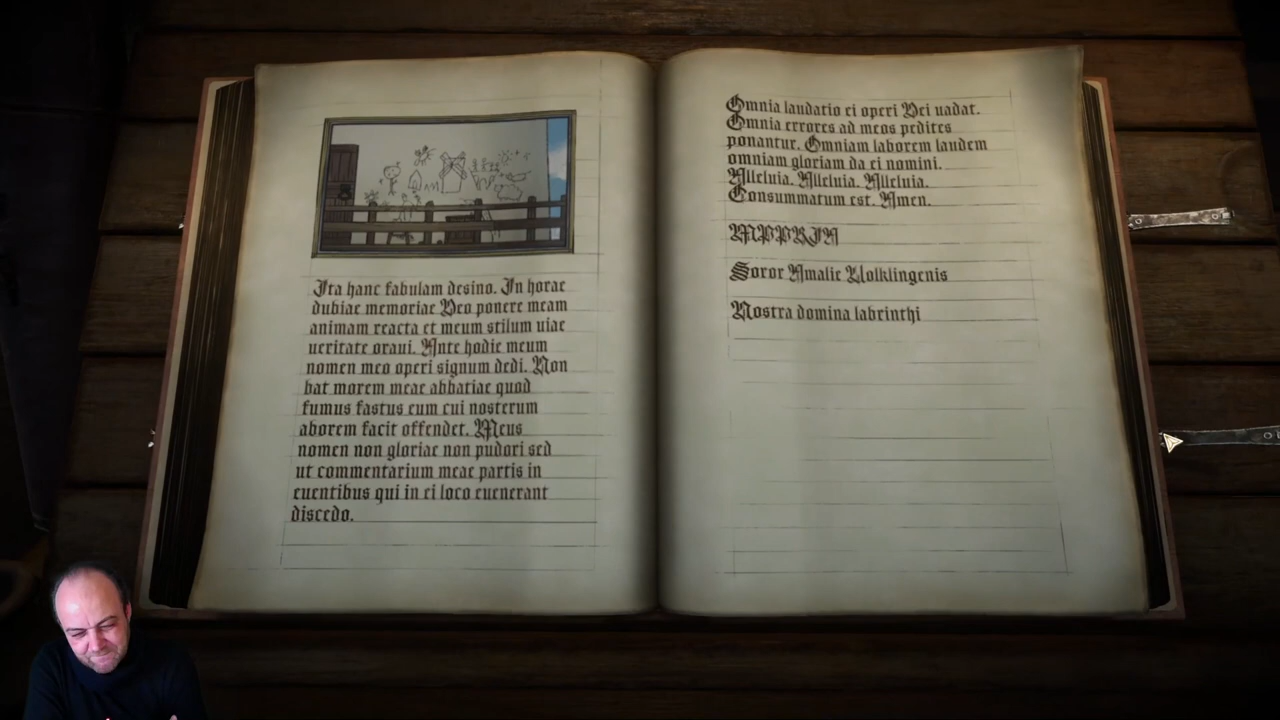 Ita hanc fabulam desino. In horae
dubiae memoriae Deo ponere meam
animam reacta et meum stilum uiae
ueritate oraui. Ante hodie meum
nomen meo operi signum dedi. Non
bat morem meae abbatiae quod
fumus fastus eum cui nosterum
aborem facit offendet. Meus
nomen non gloriae non pudori sed
ut commentarium meae partis in
euentibus qui in ei loco euenerant
discedo.
Omnia laudatio ei operi Dei uadat.
Omnia errores ad meos pedites
ponantur. Omniam laborem laudem
omniam gloriam da ei nomini.
Alleluia. Alleluia. Alleluia.
Consummatum est. Amen.
MPPRIA
Soror Amalie Volklingenis
Nostra domina labrinthi